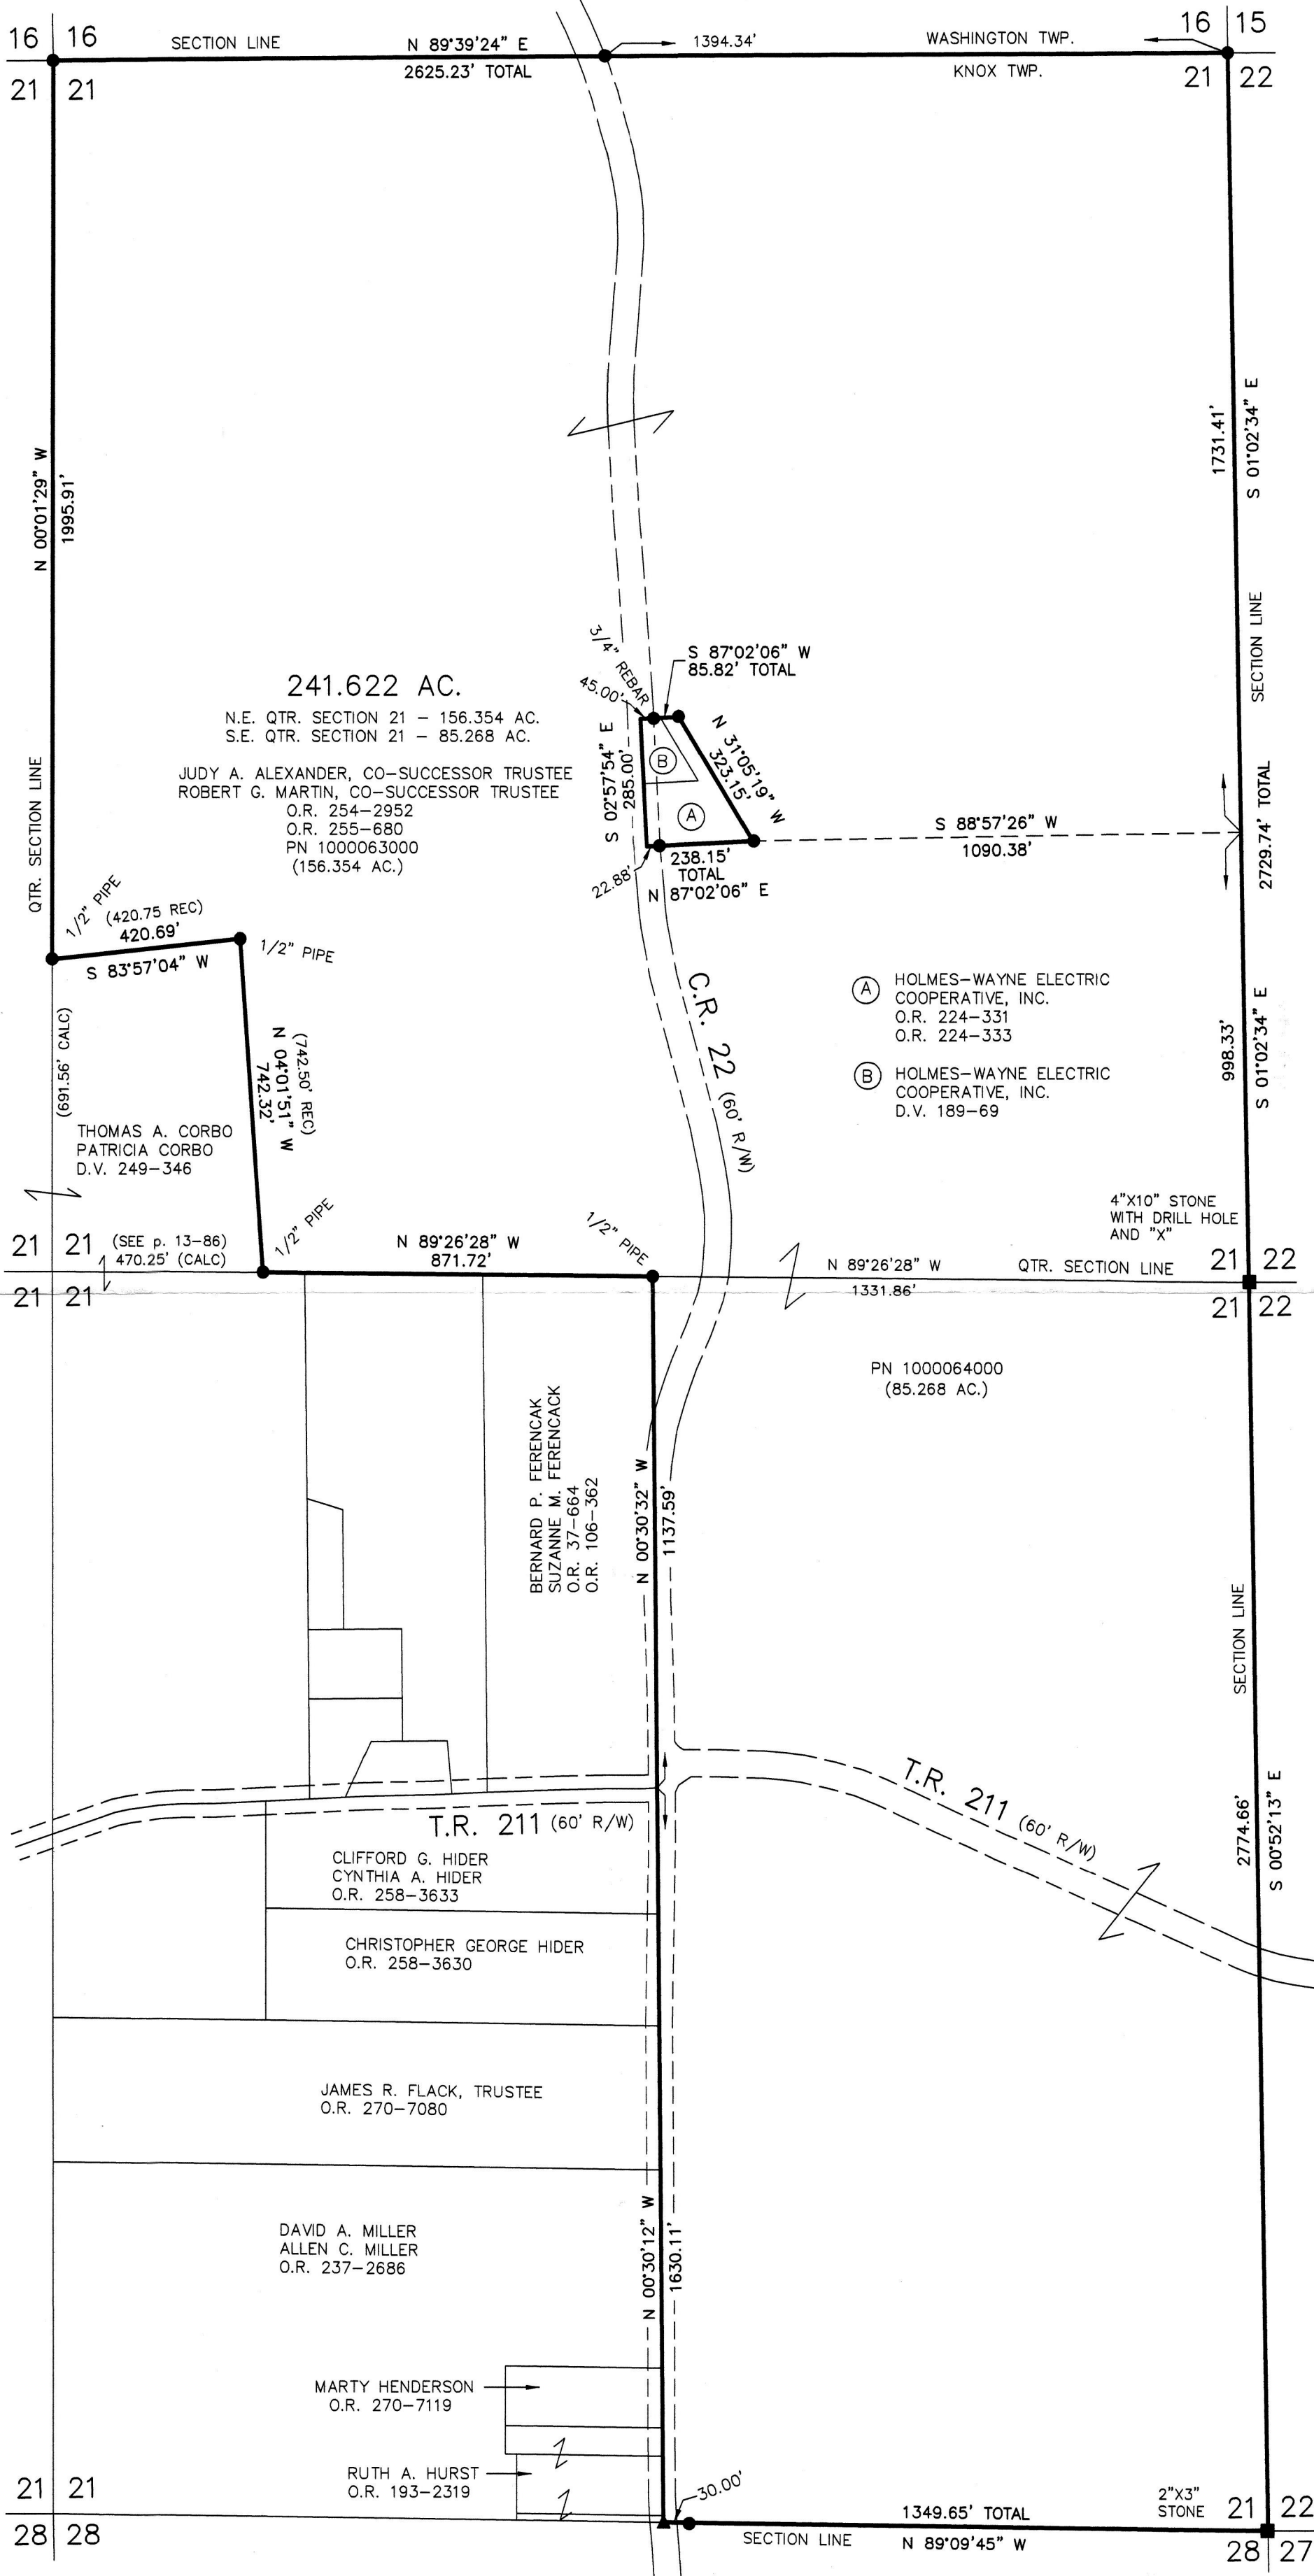 16 16
SECTION LINE
N 89°39'24" E
2625.23' TOTAL
1394.34'
WASHINGTON TWP.
KNOX TWP.
16 15
21 21
21 22
N 00°01'29" W
1995.91'
QTR. SECTION LINE
1731.41'
S 01°02'34" E
SECTION LINE
2729.74' TOTAL
3/4" REBAR
S 87°02'06" W
85.82' TOTAL
45.00'
S 02°57'54" E
285.00'
N 31°05'19" W
323.15'
B
A
241.622 AC.
N.E. QTR. SECTION 21 - 156.354 AC.
S.E. QTR. SECTION 21 - 85.268 AC.
JUDY A. ALEXANDER, CO-SUCCESSOR TRUSTEE
ROBERT G. MARTIN, CO-SUCCESSOR TRUSTEE
O.R. 254-2952
O.R. 255-680
PN 1000063000
(156.354 AC.)
S 88°57'26" W
1090.38'
238.15'
TOTAL
22.88'
N 87°02'06" E
1/2" PIPE
(420.75 REC)
420.69'
S 83°57'04" W
1/2" PIPE
C.R. 22 (60' R/W)
A HOLMES-WAYNE ELECTRIC
COOPERATIVE, INC.
O.R. 224-331
O.R. 224-333
B HOLMES-WAYNE ELECTRIC
COOPERATIVE, INC.
D.V. 189-69
998.33'
S 01°02'34" E
(691.56' CALC)
(742.50' REC)
N 04°01'51" W
742.32'
THOMAS A. CORBO
PATRICIA CORBO
D.V. 249-346
4"X10" STONE
WITH DRILL HOLE
AND "X"
21 21
(SEE p. 13-86)
470.25' (CALC)
1/2" PIPE
N 89°26'28" W
871.72'
1/2" PIPE
N 89°26'28" W
1331.86'
QTR. SECTION LINE
21 22
21 21
21 22
PN 1000064000
(85.268 AC.)
BERNARD P. FERENCAK
SUZANNE M. FERENCACK
O.R. 37-664
O.R. 106-362
N 00°30'32" W
1137.59'
SECTION LINE
2774.66'
S 00°52'13" E
T.R. 211 (60' R/W)
T.R. 211 (60' R/W)
CLIFFORD G. HIDER
CYNTHIA A. HIDER
O.R. 258-3633
CHRISTOPHER GEORGE HIDER
O.R. 258-3630
JAMES R. FLACK, TRUSTEE
O.R. 270-7080
DAVID A. MILLER
ALLEN C. MILLER
O.R. 237-2686
N 00°30'12" W
1630.11'
MARTY HENDERSON
O.R. 270-7119
RUTH A. HURST
O.R. 193-2319
30.00'
1349.65' TOTAL
SECTION LINE
N 89°09'45" W
2"X3"
STONE
21 21
21 22
28 28
28 27